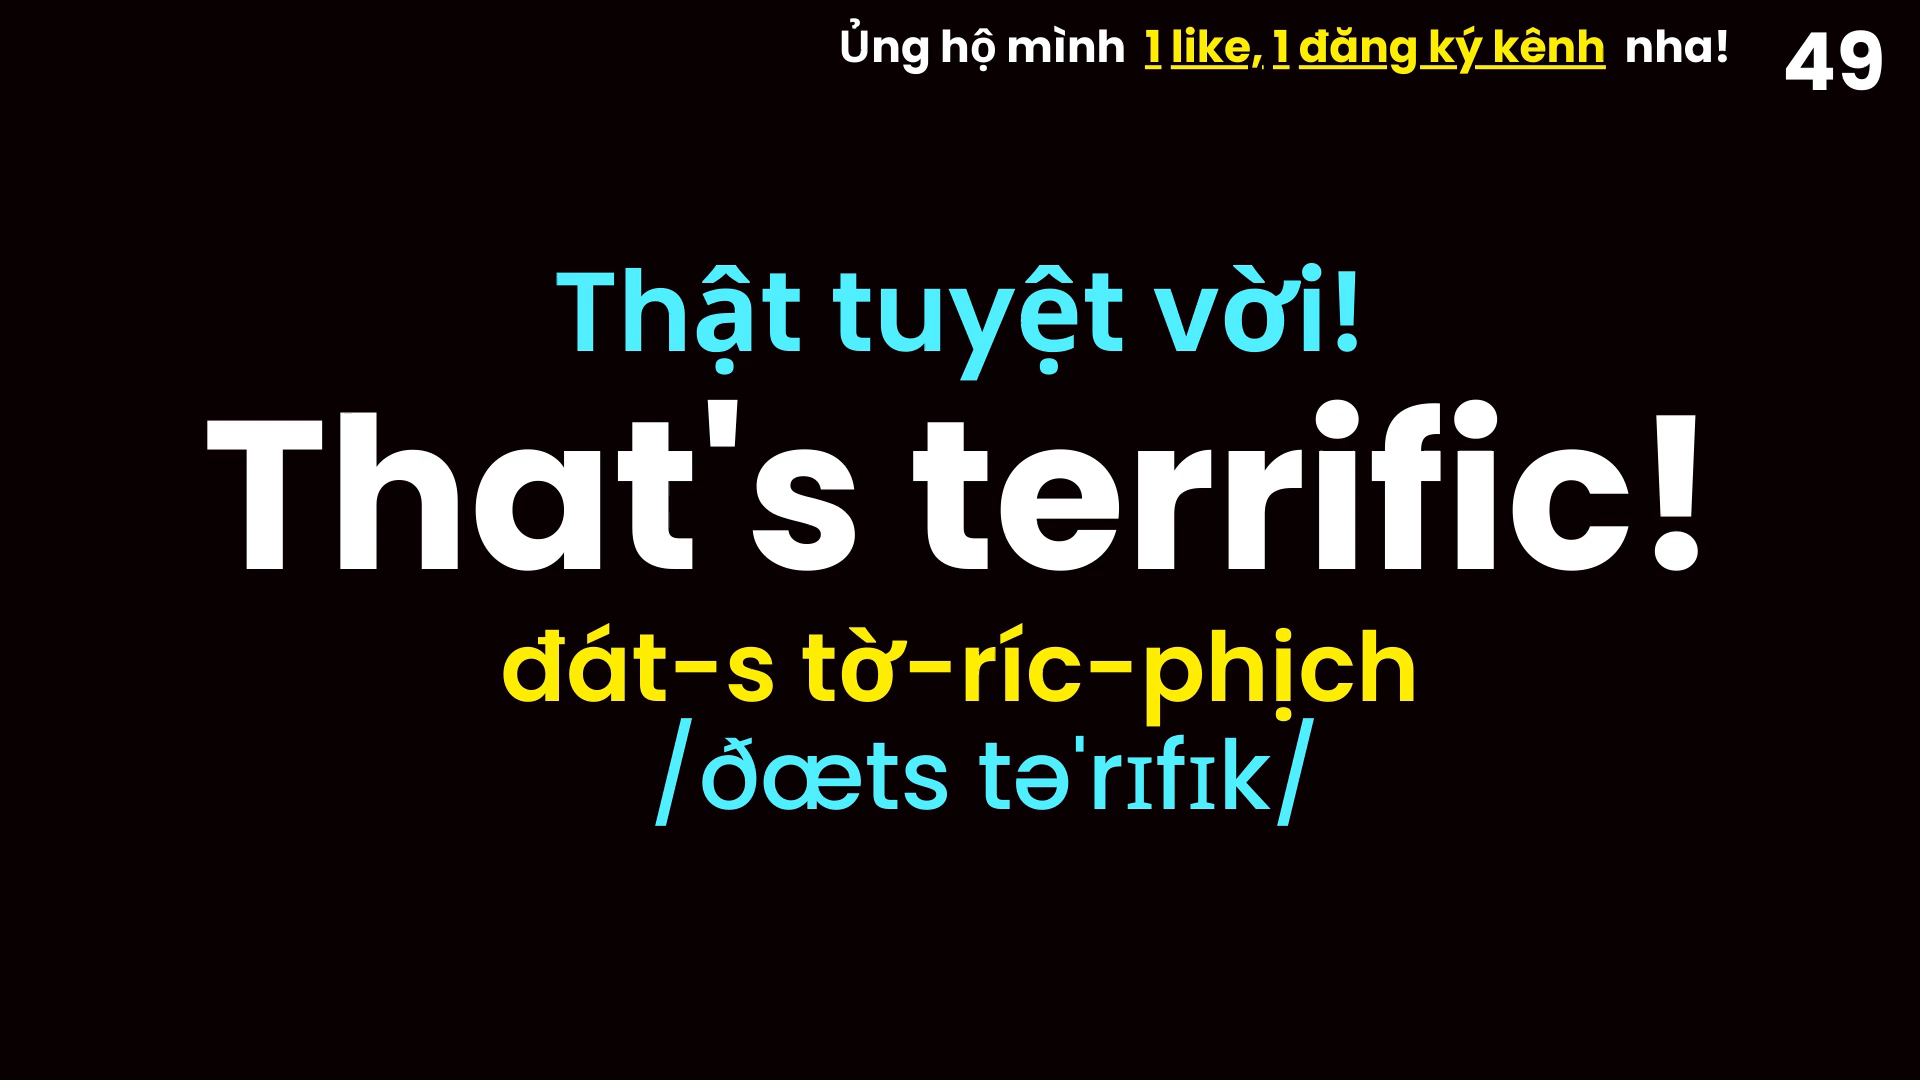 Ủng hộ mình 1 like, 1 đăng ký kênh nha! 49
Thật tuyệt vời!
That's terrific!
đát-s tờ-ríc-phịch
/ðæts təˈrɪfɪk/